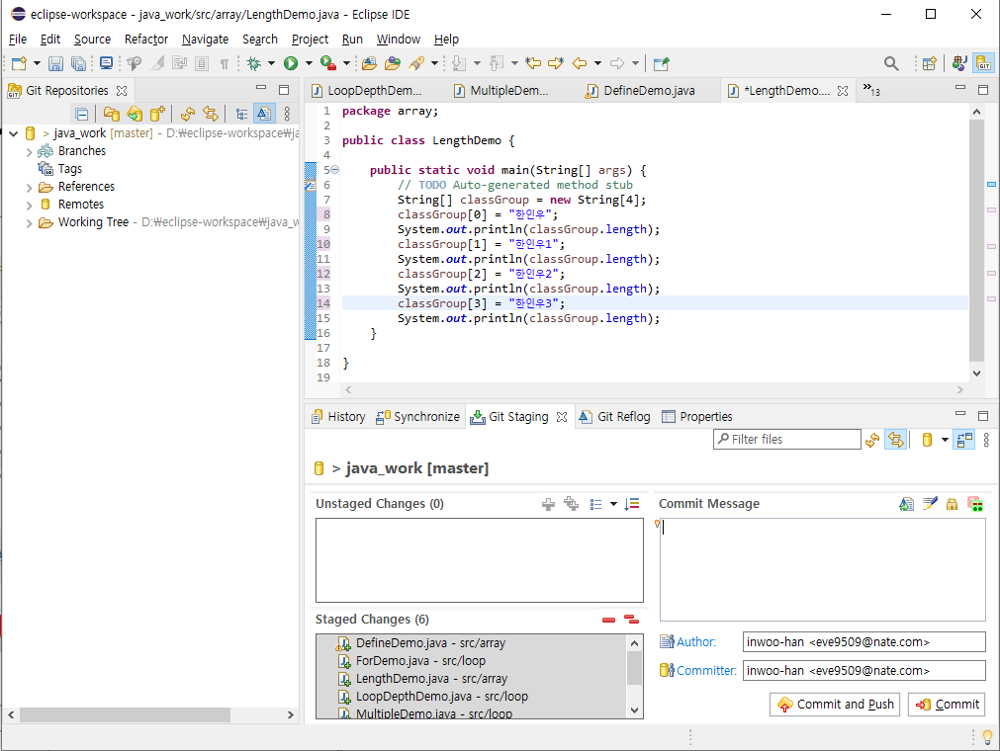 eclipse-workspace - java_work/src/array/LengthDemo.java - Eclipse IDE
File Edit Source Refactor Navigate Search Project Run Window Help
Git Repositories
> java_work [master] - D:₩eclipse-workspace₩j
Branches
Tags
References
Remotes
Working Tree - D:₩eclipse-workspace₩java_w
LoopDepthDem... MultipleDem... DefineDemo.java *LengthDemo.... »13
1 package array;
2
3 public class LengthDemo {
4
5 public static void main(String[] args) {
6 // TODO Auto-generated method stub
7 String[] classGroup = new String[4];
8 classGroup[0] = "한인우";
9 System.out.println(classGroup.length);
10 classGroup[1] = "한인우1";
11 System.out.println(classGroup.length);
12 classGroup[2] = "한인우2";
13 System.out.println(classGroup.length);
14 classGroup[3] = "한인우3";
15 System.out.println(classGroup.length);
16 }
17
18 }
19
History Synchronize Git Staging Git Reflog Properties
Filter files
> java_work [master]
Unstaged Changes (0)
Commit Message
Staged Changes (6)
DefineDemo.java - src/array
ForDemo.java - src/loop
LengthDemo.java - src/array
LoopDepthDemo.java - src/loop
MultipleDemo.java - src/loop
Author: inwoo-han <eve9509@nate.com>
Committer: inwoo-han <eve9509@nate.com>
Commit and Push Commit